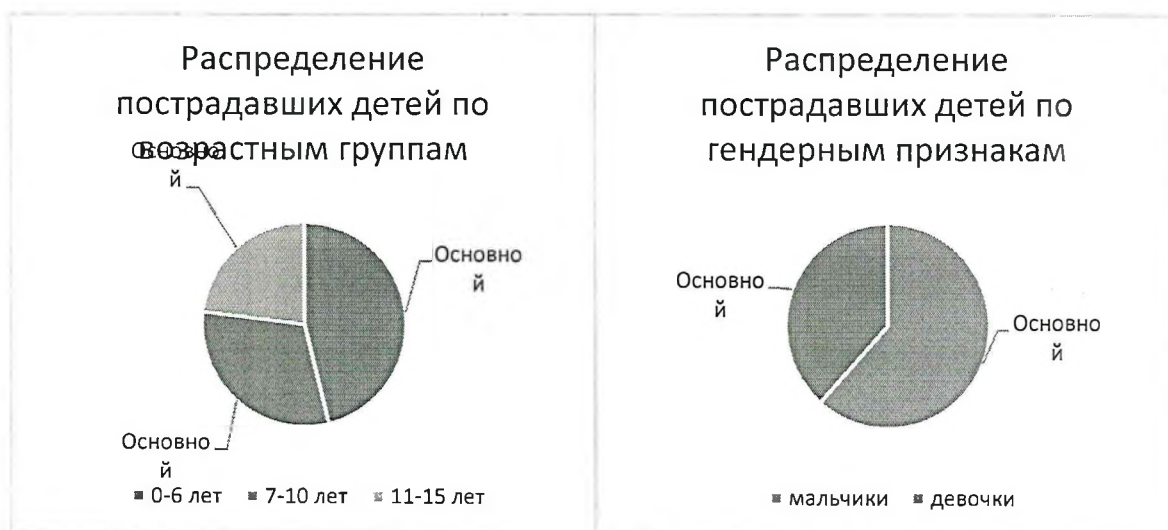 Распределение
пострадавших детей по
возрастным группам
Основно
й
Основно
й
Основно
й
0-6 лет 7-10 лет 11-15 лет
Распределение
пострадавших детей по
гендерным признакам
Основно
й
Основно
й
мальчики девочки